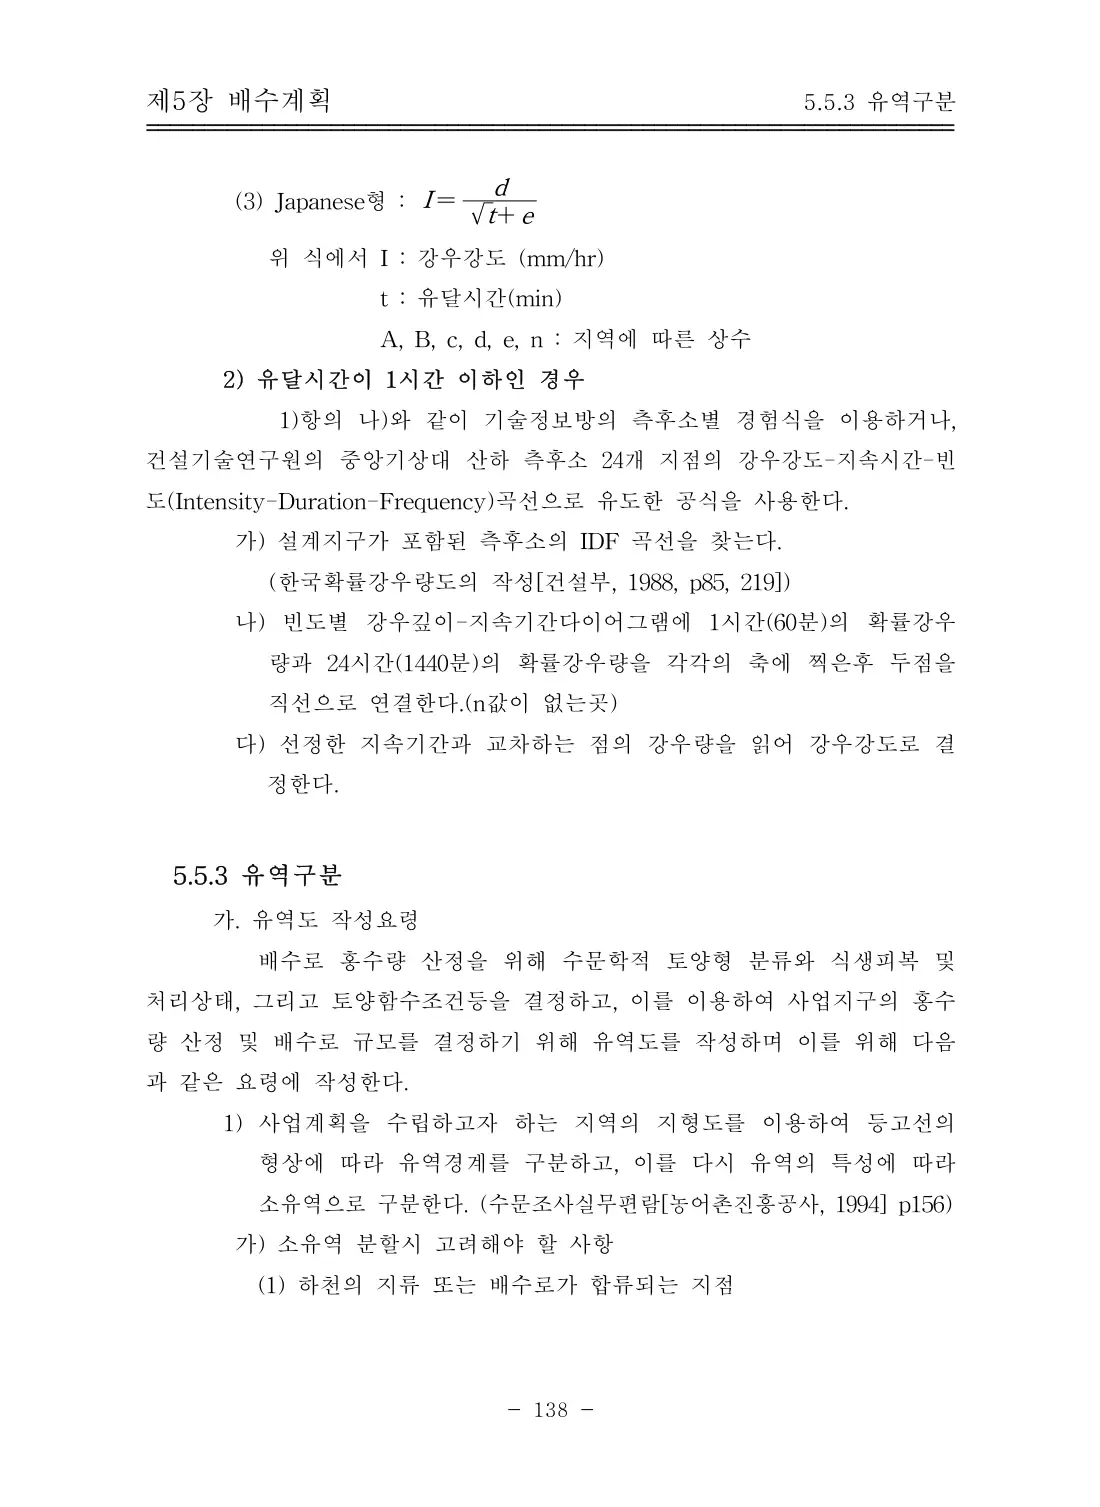 제5장 배수계획 5.5.3 유역구분
(3) Japanese형 : I = d / √t + e
위 식에서 I : 강우강도 (mm/hr)
t : 유달시간(min)
A, B, c, d, e, n : 지역에 따른 상수
2) 유달시간이 1시간 이하인 경우
1)항의 나)와 같이 기술정보방의 측후소별 경험식을 이용하거나,
건설기술연구원의 중앙기상대 산하 측후소 24개 지점의 강우강도-지속시간-빈
도(Intensity-Duration-Frequency)곡선으로 유도한 공식을 사용한다.
가) 설계지구가 포함된 측후소의 IDF 곡선을 찾는다.
(한국확률강우량도의 작성[건설부, 1988, p85, 219])
나) 빈도별 강우깊이-지속기간다이어그램에 1시간(60분)의 확률강우
량과 24시간(1440분)의 확률강우량을 각각의 축에 찍은후 두점을
직선으로 연결한다.(n값이 없는곳)
다) 선정한 지속기간과 교차하는 점의 강우량을 읽어 강우강도로 결
정한다.
5.5.3 유역구분
가. 유역도 작성요령
배수로 홍수량 산정을 위해 수문학적 토양형 분류와 식생피복 및
처리상태, 그리고 토양함수조건등을 결정하고, 이를 이용하여 사업지구의 홍수
량 산정 및 배수로 규모를 결정하기 위해 유역도를 작성하며 이를 위해 다음
과 같은 요령에 작성한다.
1) 사업계획을 수립하고자 하는 지역의 지형도를 이용하여 등고선의
형상에 따라 유역경계를 구분하고, 이를 다시 유역의 특성에 따라
소유역으로 구분한다. (수문조사실무편람[농어촌진흥공사, 1994] p156)
가) 소유역 분할시 고려해야 할 사항
(1) 하천의 지류 또는 배수로가 합류되는 지점
- 138 -